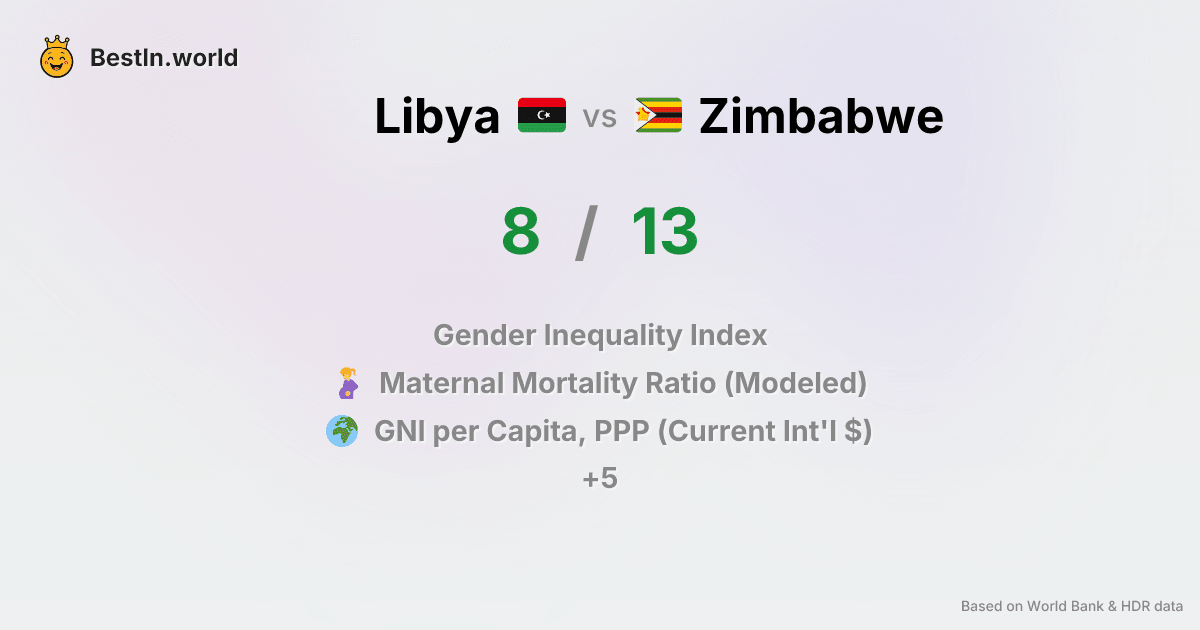 BestIn.world
Libya vs Zimbabwe
8 / 13
Gender Inequality Index
Maternal Mortality Ratio (Modeled)
GNI per Capita, PPP (Current Int'l $)
+5
Based on World Bank & HDR data